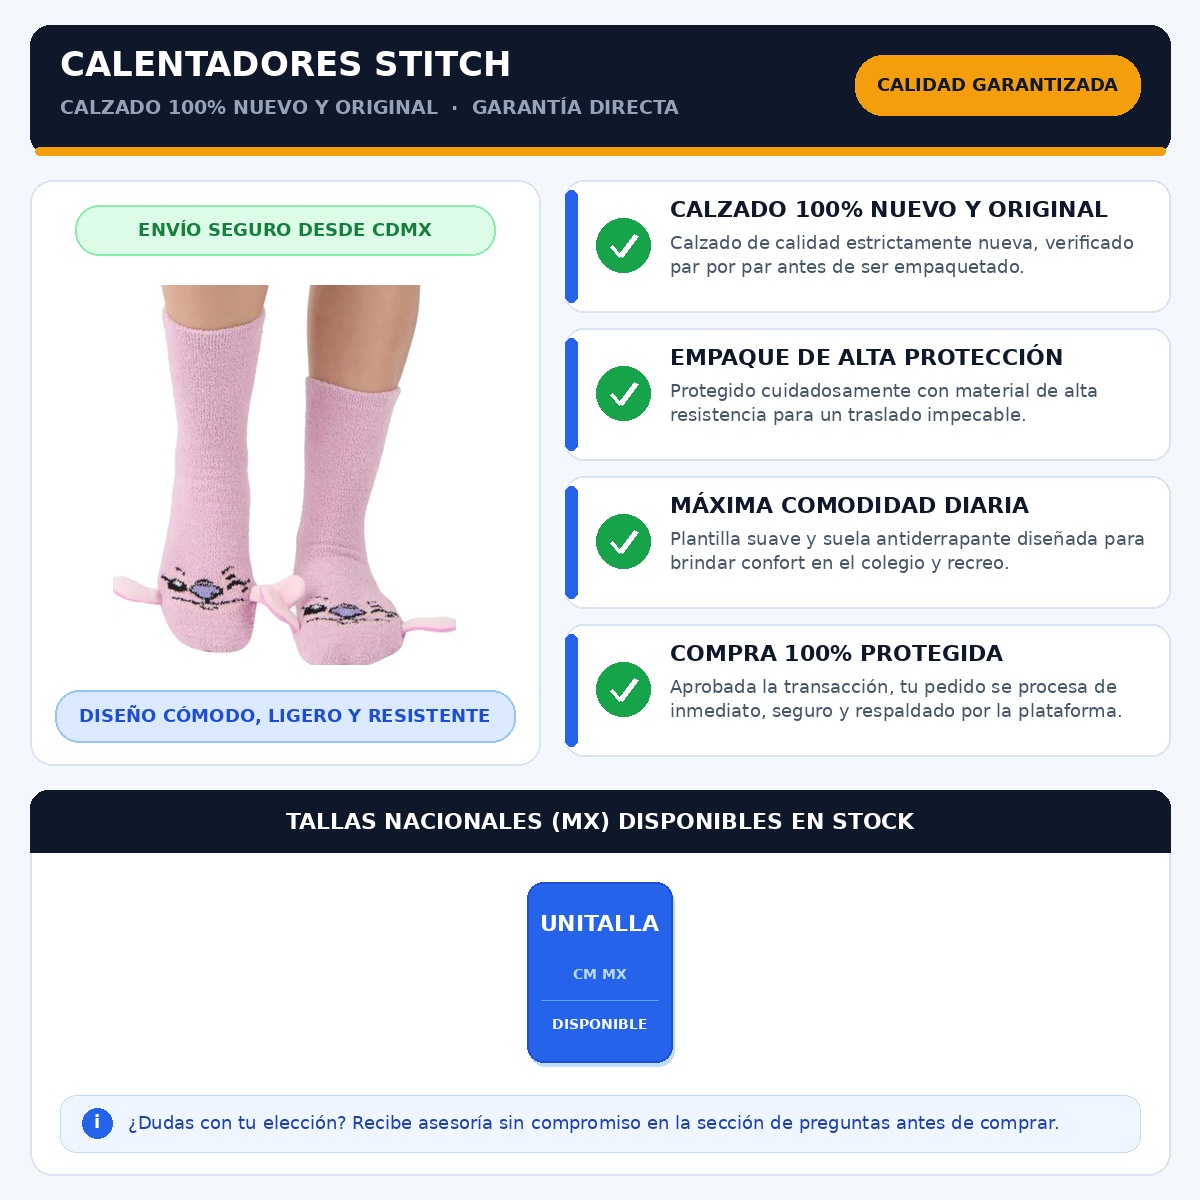 CALENTADORES STITCH
CALZADO 100% NUEVO Y ORIGINAL · GARANTÍA DIRECTA
CALIDAD GARANTIZADA
ENVÍO SEGURO DESDE CDMX
DISEÑO CÓMODO, LIGERO Y RESISTENTE
CALZADO 100% NUEVO Y ORIGINAL
Calzado de calidad estrictamente nueva, verificado
par por par antes de ser empaquetado.
EMPAQUE DE ALTA PROTECCIÓN
Protegido cuidadosamente con material de alta
resistencia para un traslado impecable.
MÁXIMA COMODIDAD DIARIA
Plantilla suave y suela antiderrapante diseñada para
brindar confort en el colegio y recreo.
COMPRA 100% PROTEGIDA
Aprobada la transacción, tu pedido se procesa de
inmediato, seguro y respaldado por la plataforma.
TALLAS NACIONALES (MX) DISPONIBLES EN STOCK
UNITALLA
CM MX
DISPONIBLE
i ¿Dudas con tu elección? Recibe asesoría sin compromiso en la sección de preguntas antes de comprar.